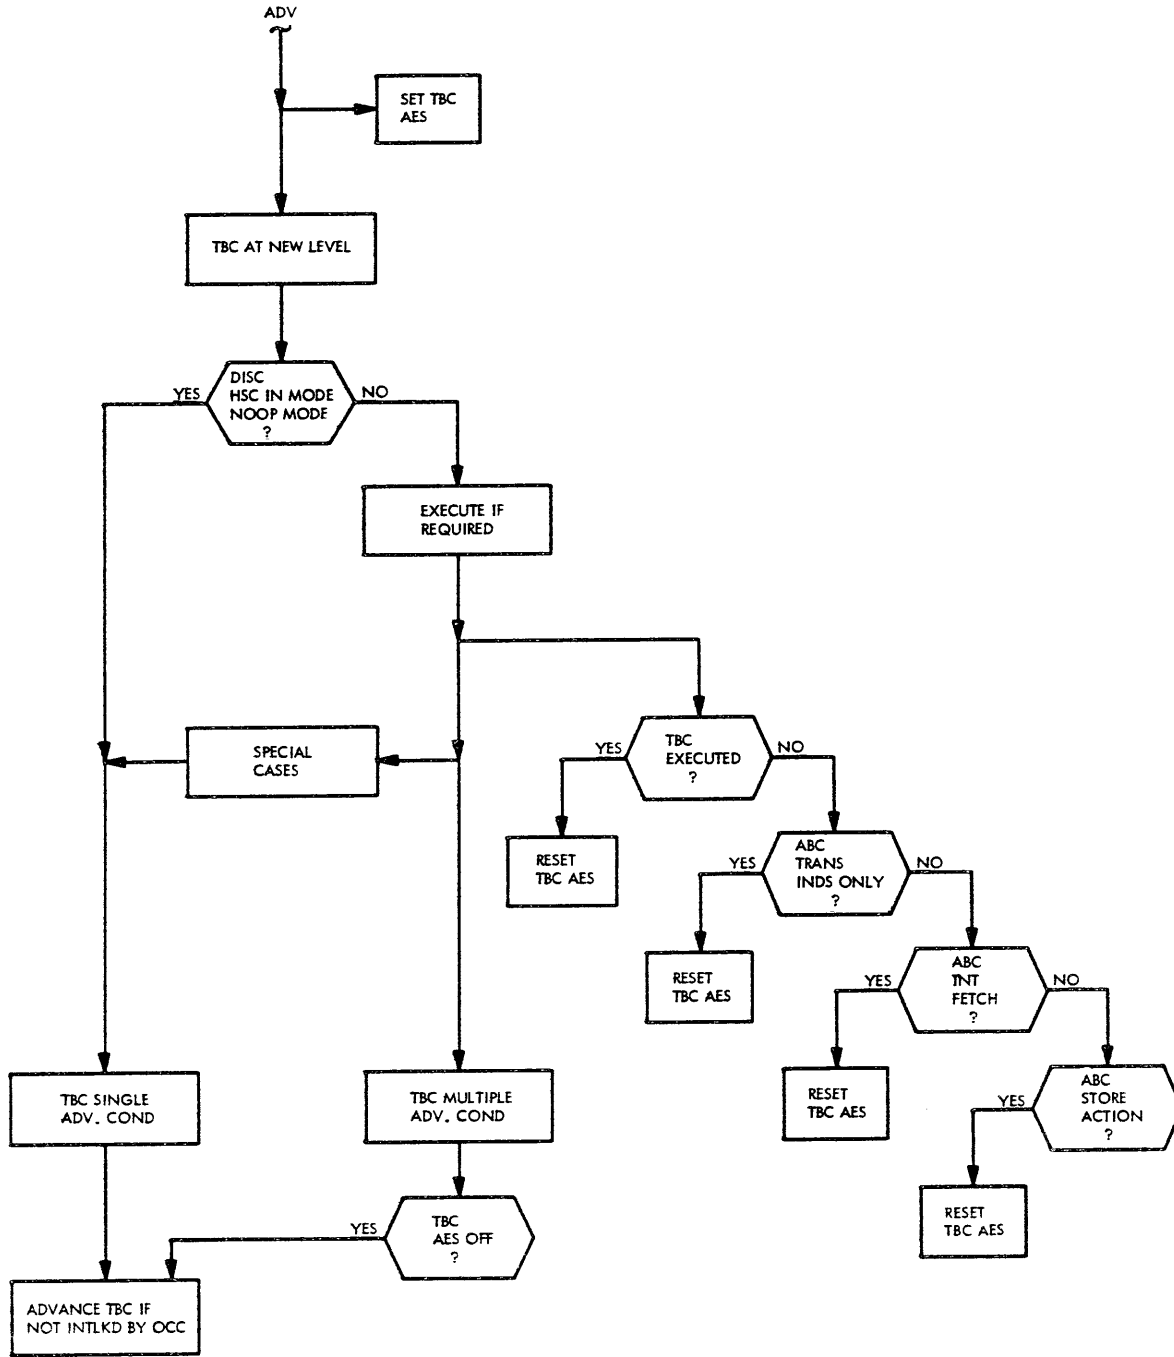 ADV
SET TBC
AES
TBC AT NEW LEVEL
DISC
HSC IN MODE
NOOP MODE
?
YES
NO
EXECUTE IF
REQUIRED
TBC
EXECUTED
?
YES
NO
SPECIAL
CASES
RESET
TBC AES
ABC
TRANS
INDS ONLY
?
YES
NO
RESET
TBC AES
ABC
INT
FETCH
?
YES
NO
RESET
TBC AES
ABC
STORE
ACTION
?
YES
RESET
TBC AES
TBC SINGLE
ADV. COND
TBC MULTIPLE
ADV. COND
TBC
AES OFF
?
YES
ADVANCE TBC IF
NOT INTLKD BY OCC